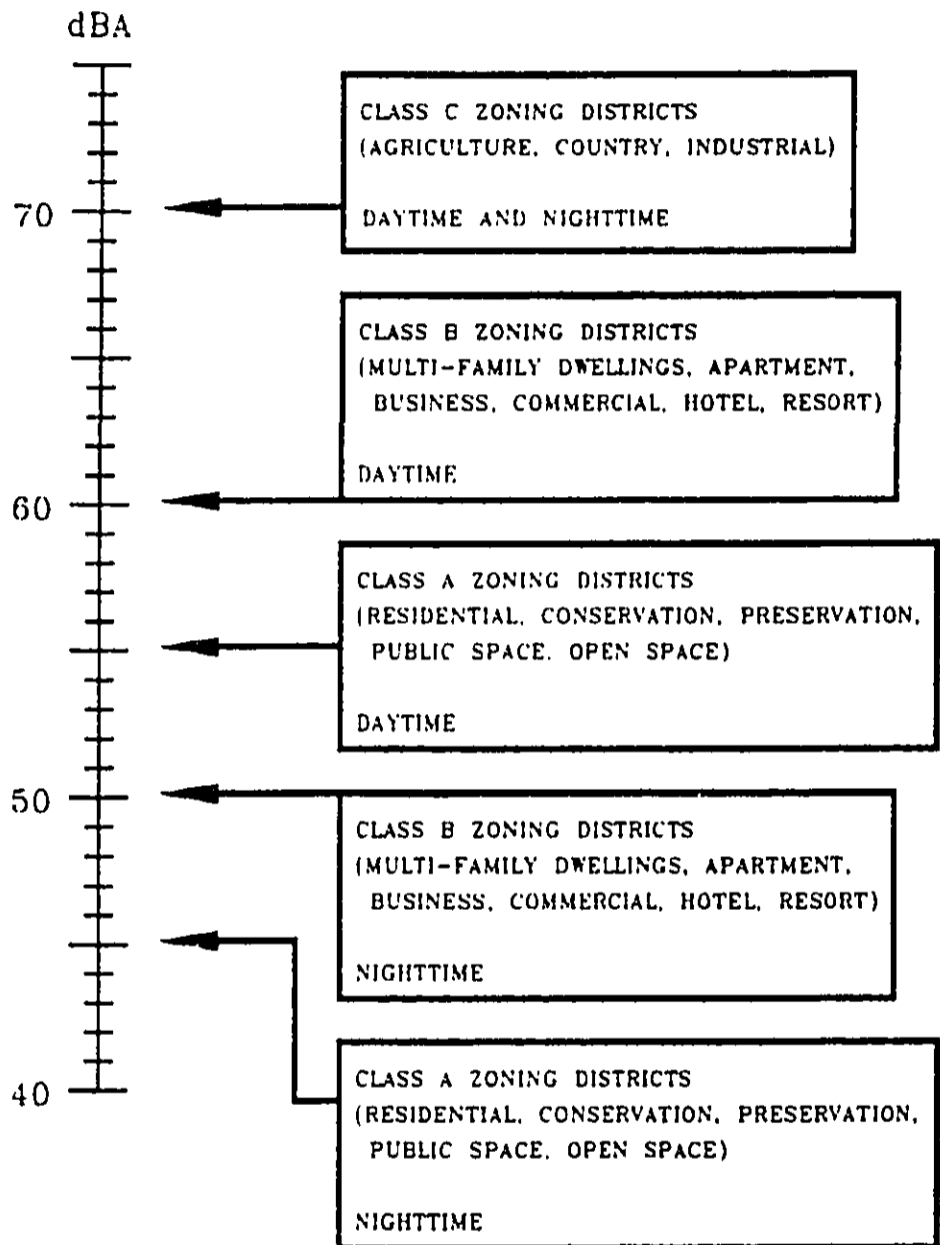 dBA
CLASS C ZONING DISTRICTS
(AGRICULTURE, COUNTRY, INDUSTRIAL)
DAYTIME AND NIGHTTIME
70
CLASS B ZONING DISTRICTS
(MULTI-FAMILY DWELLINGS, APARTMENT,
BUSINESS, COMMERCIAL, HOTEL, RESORT)
DAYTIME
60
CLASS A ZONING DISTRICTS
(RESIDENTIAL, CONSERVATION, PRESERVATION,
PUBLIC SPACE, OPEN SPACE)
DAYTIME
50
CLASS B ZONING DISTRICTS
(MULTI-FAMILY DWELLINGS, APARTMENT,
BUSINESS, COMMERCIAL, HOTEL, RESORT)
NIGHTTIME
40
CLASS A ZONING DISTRICTS
(RESIDENTIAL, CONSERVATION, PRESERVATION,
PUBLIC SPACE, OPEN SPACE)
NIGHTTIME